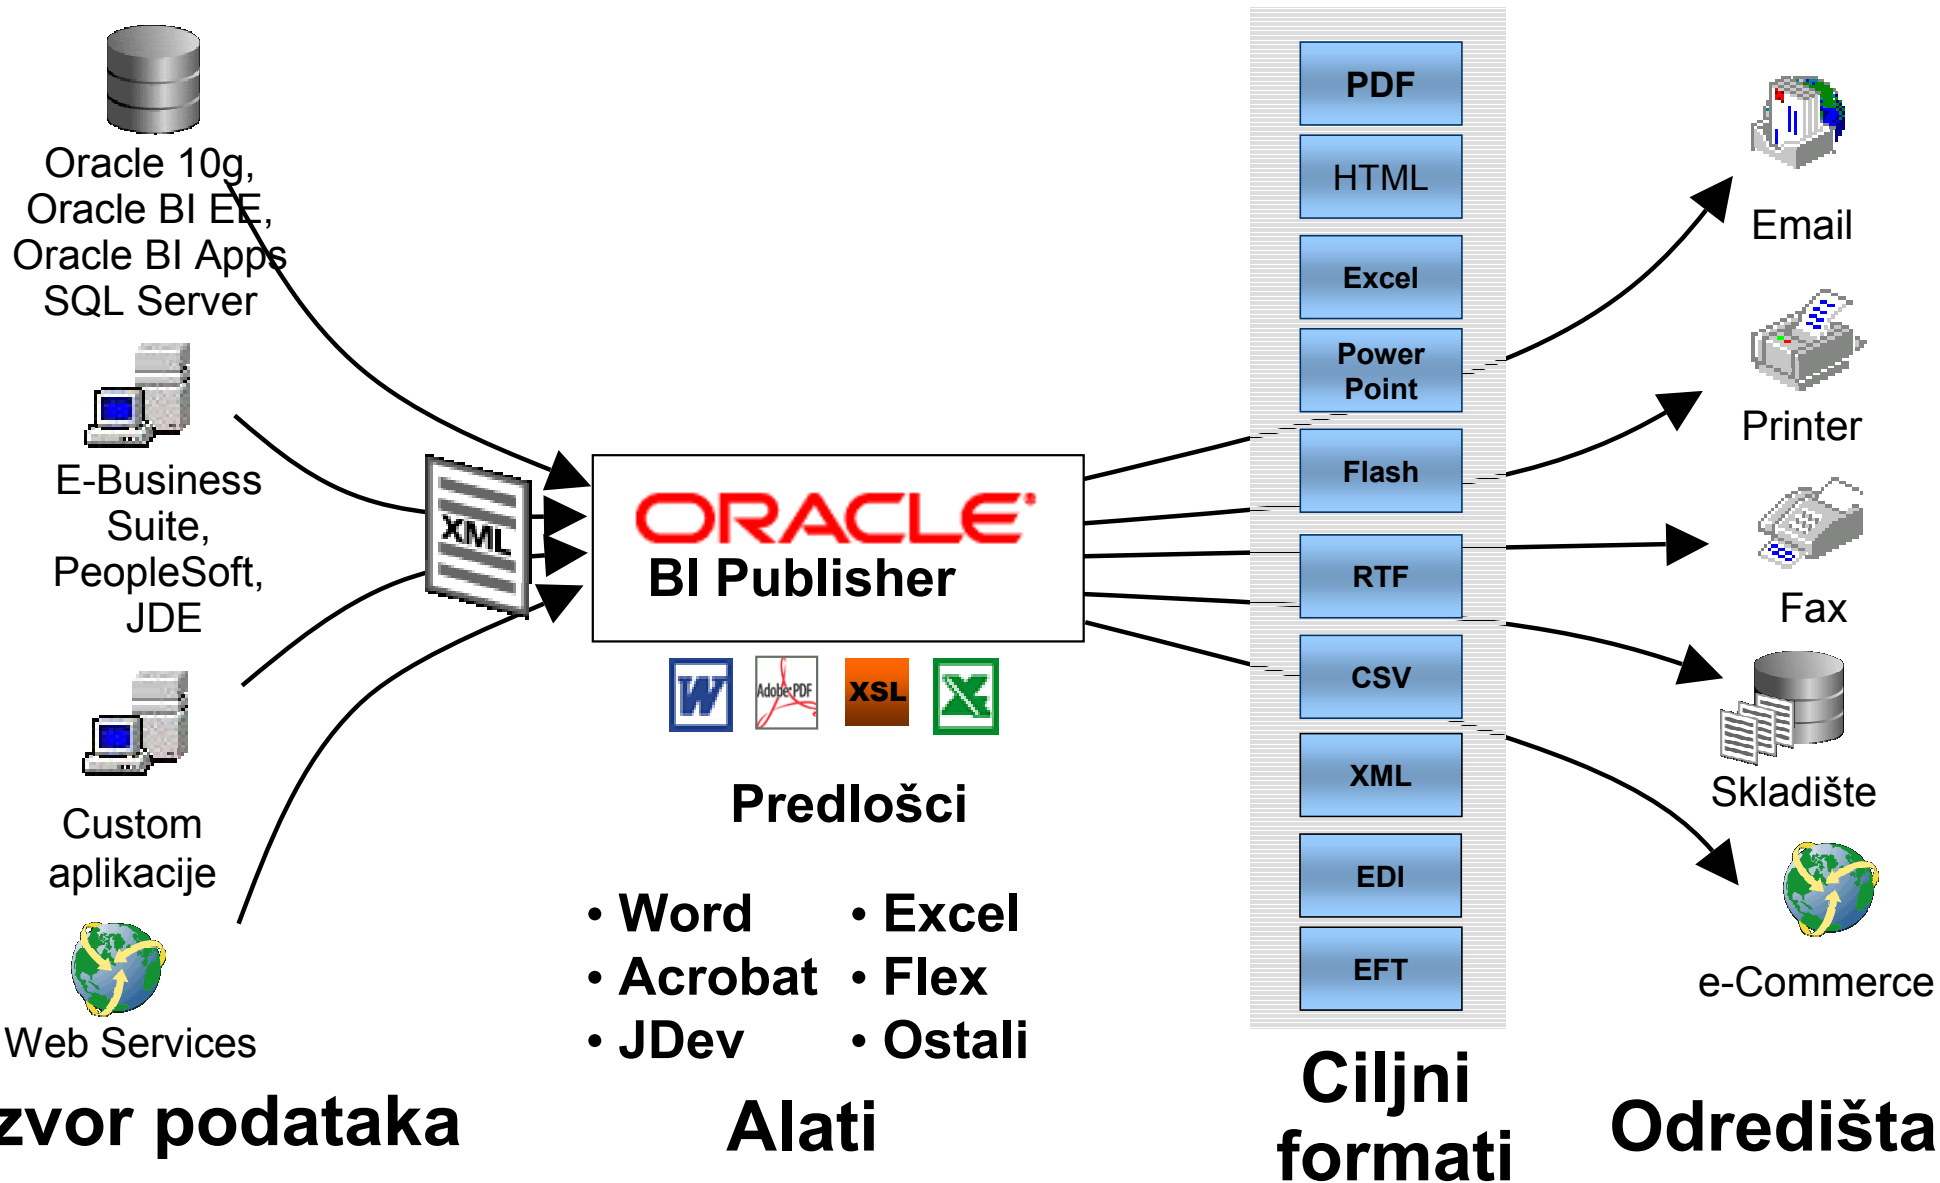 Oracle 10g,
Oracle BI EE,
Oracle BI Apps
SQL Server
E-Business
Suite,
PeopleSoft,
JDE
Custom
aplikacije
Web Services
zvor podataka
XML
ORACLE
BI Publisher
W
Adobe PDF
XSL
X
Predlošci
• Word
• Acrobat
• JDev
• Excel
• Flex
• Ostali
Alati
PDF
HTML
Excel
Power
Point
Flash
RTF
CSV
XML
EDI
EFT
Ciljni
formati
Email
Printer
Fax
Skladište
e-Commerce
Odredišta